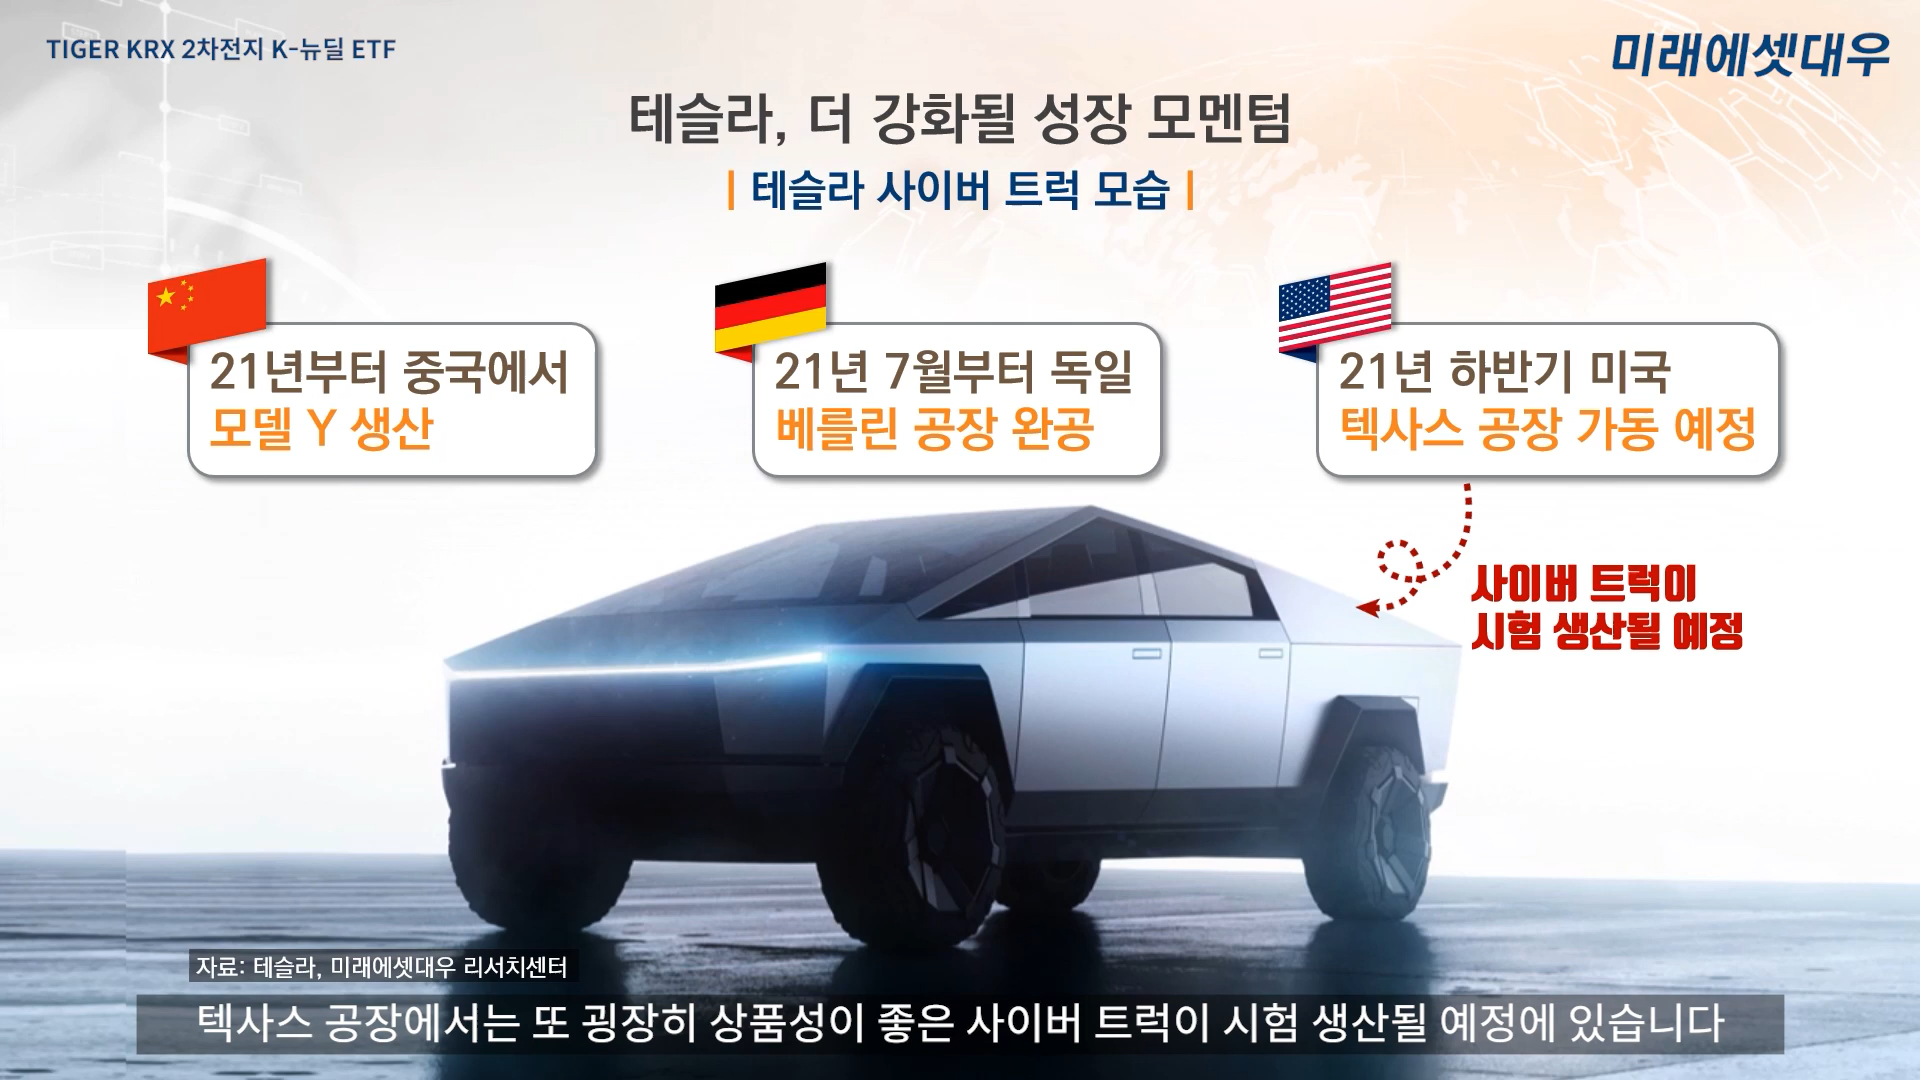 TIGER KRX 2차전지 K-뉴딜 ETF
미래에셋대우
테슬라, 더 강화될 성장 모멘텀
| 테슬라 사이버 트럭 모습 |
21년부터 중국에서
모델 Y 생산
21년 7월부터 독일
베를린 공장 완공
21년 하반기 미국
텍사스 공장 가동 예정
사이버 트럭이
시험 생산될 예정
자료: 테슬라, 미래에셋대우 리서치센터
텍사스 공장에서는 또 굉장히 상품성이 좋은 사이버 트럭이 시험 생산될 예정에 있습니다